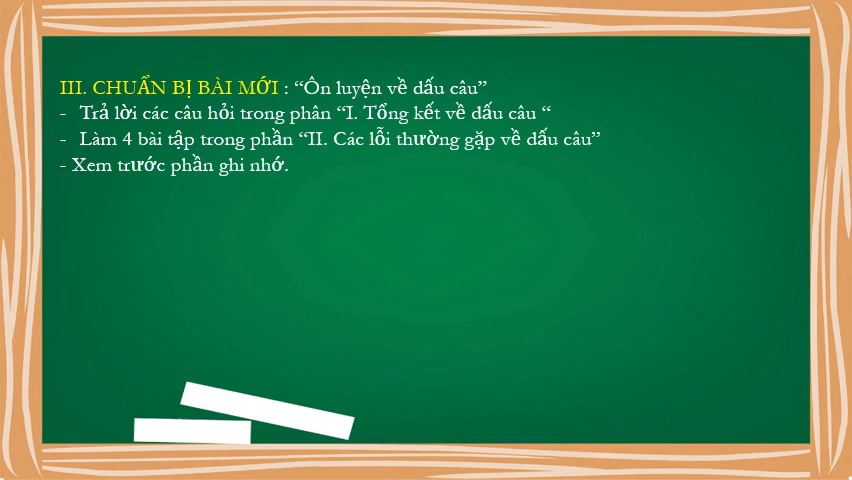 III. CHUẨN BỊ BÀI MỚI : “Ôn luyện về dấu câu”
- Trả lời các câu hỏi trong phân “I. Tổng kết về dấu câu “
- Làm 4 bài tập trong phần “II. Các lỗi thường gặp về dấu câu”
- Xem trước phần ghi nhớ.